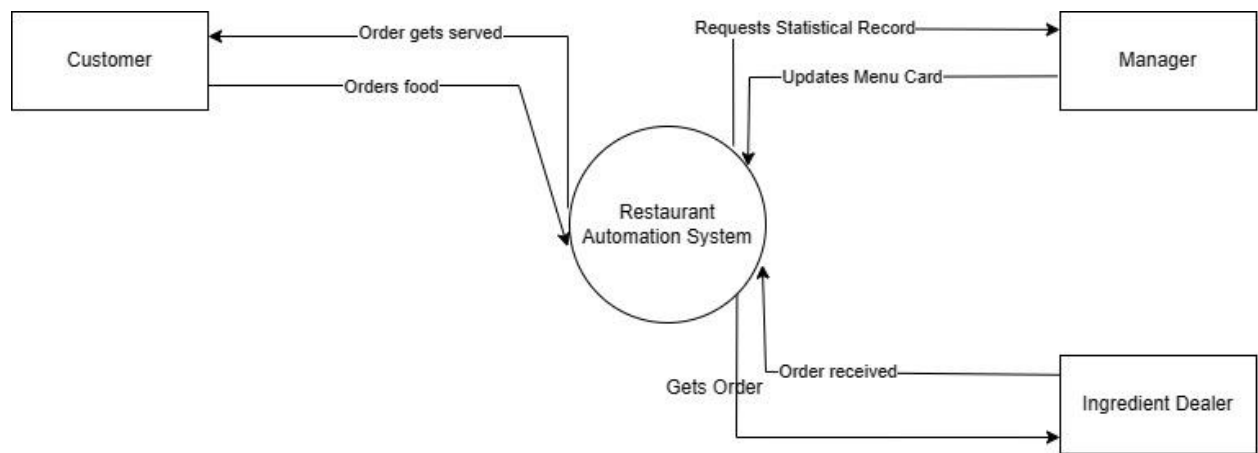 Customer
Order gets served
Orders food
Requests Statistical Record
Updates Menu Card
Manager
Restaurant
Automation System
Gets Order
Order received
Ingredient Dealer